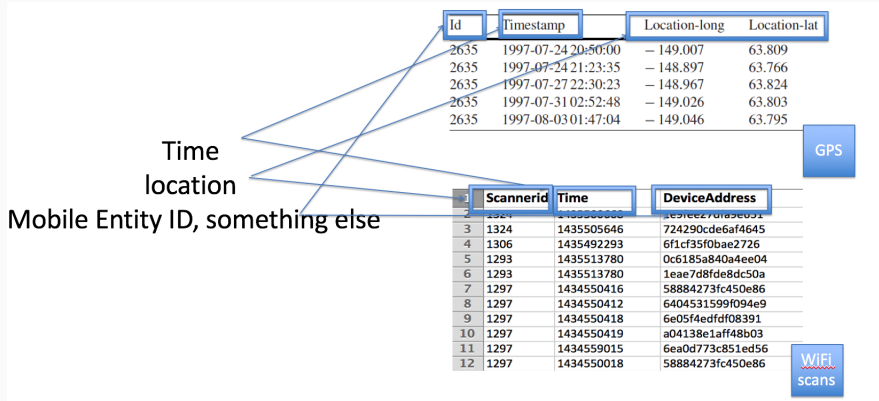 Id Timestamp Location-long Location-lat
2635 1997-07-24 20:50:00 − 149.007 63.809
2635 1997-07-24 21:23:35 − 148.897 63.766
2635 1997-07-27 22:30:23 − 148.967 63.824
2635 1997-07-31 02:52:48 − 149.026 63.803
2635 1997-08-03 01:47:04 − 149.046 63.795
GPS
Time
location
Mobile Entity ID, something else
Scannerid Time DeviceAddress
2 1324
3 1324 1435505646 724290cde6af4645
4 1306 1435492293 6f1cf35f0bae2726
5 1293 1435513780 0c6185a840a4ee04
6 1293 1435513780 1eae7d8fde8dc50a
7 1297 1434550416 58884273fc450e86
8 1297 1434550412 6404531599f094e9
9 1297 1434550418 6e05f4edfdf08391
10 1297 1434550419 a04138e1aff48b03
11 1297 1434559015 6ea0d773c851ed56
12 1297 1434550018 58884273fc450e86
WiFi
scans